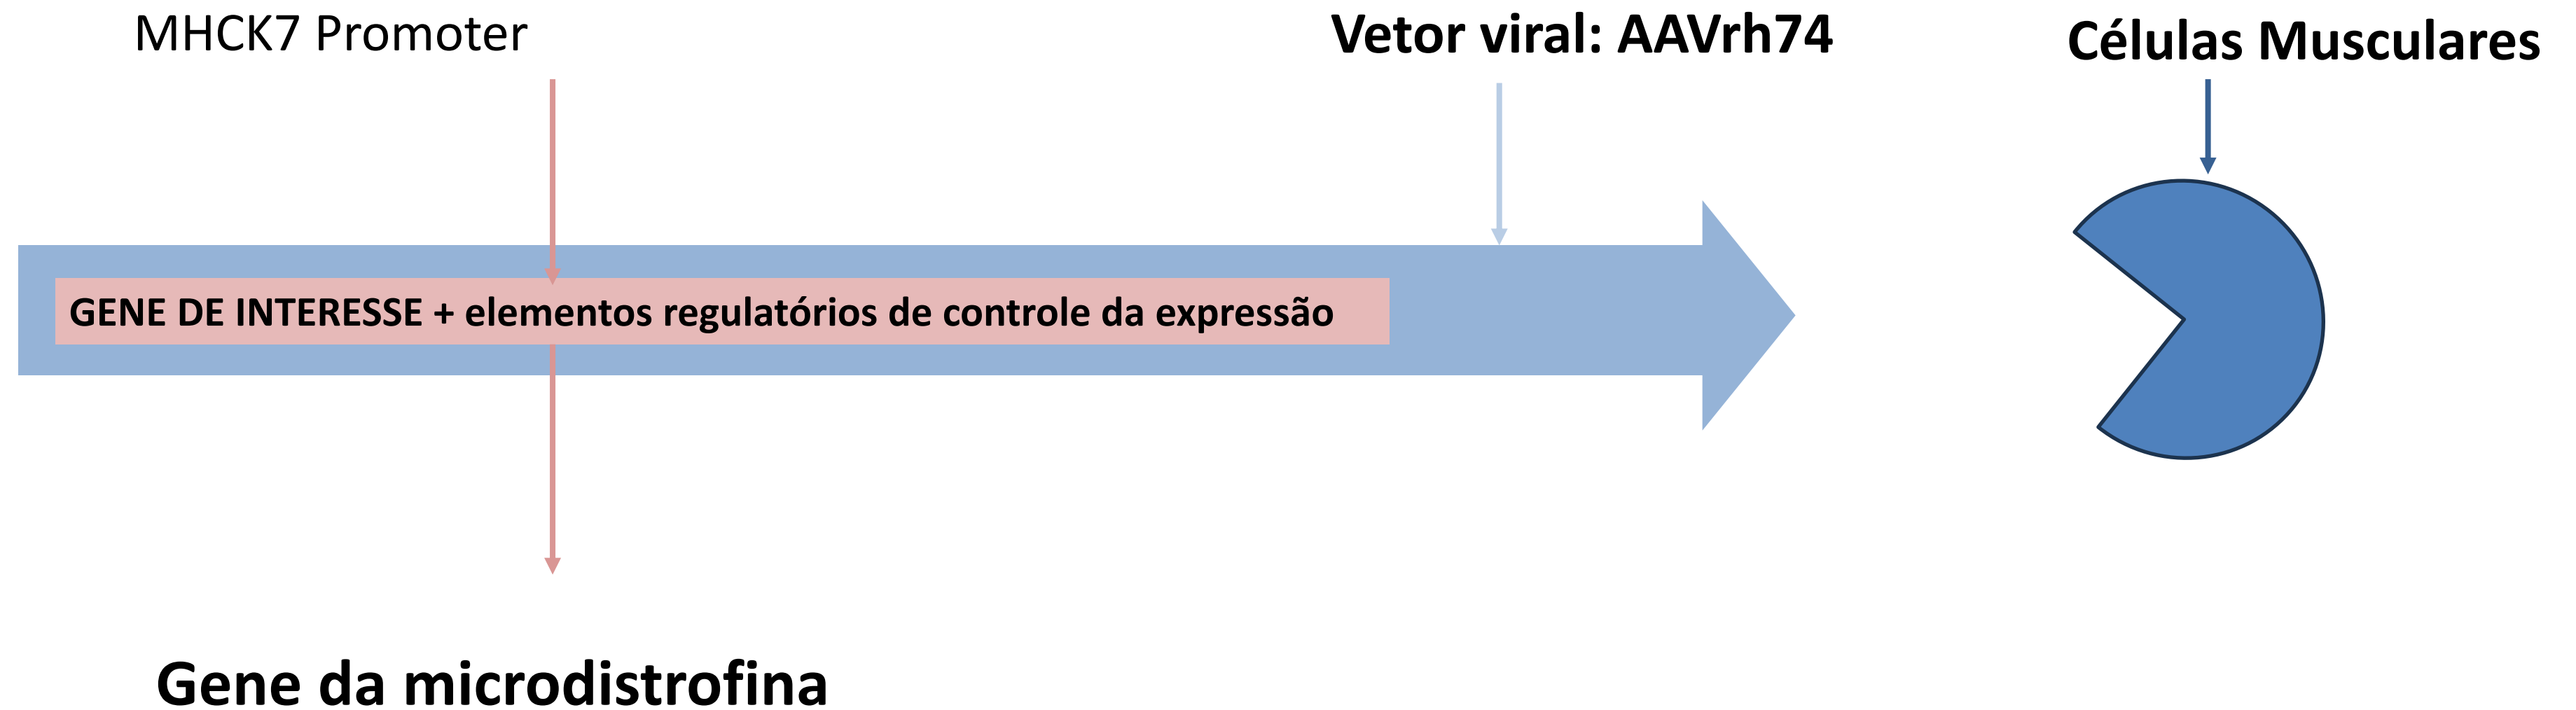 MHCK7 Promoter
Vetor viral: AAVrh74
Células Musculares
GENE DE INTERESSE + elementos regulatórios de controle da expressão
Gene da microdistrofina